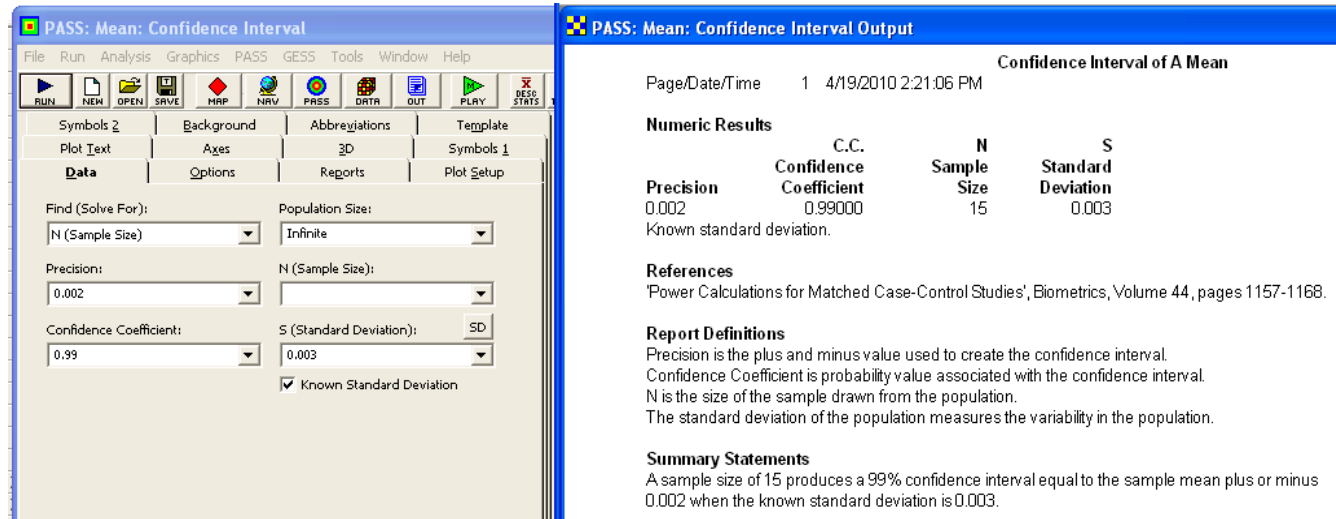 PASS: Mean: Confidence Interval
File Run Analysis Graphics PASS GESS Tools Window Help
RUN NEW OPEN SAVE MAP NAV PASS DATA OUT PLAY DESC STATS
Symbols 2 Background Abbreviations Template
Plot Text Axes 3D Symbols 1
Data Options Reports Plot Setup
Find (Solve For): Population Size:
N (Sample Size) Infinite
Precision: N (Sample Size):
0.002
Confidence Coefficient: S (Standard Deviation): SD
0.99 0.003
Known Standard Deviation
PASS: Mean: Confidence Interval Output
Confidence Interval of A Mean
Page/Date/Time 1 4/19/2010 2:21:06 PM
Numeric Results
C.C. N S
Confidence Sample Standard
Precision Coefficient Size Deviation
0.002 0.99000 15 0.003
Known standard deviation.
References
'Power Calculations for Matched Case-Control Studies', Biometrics, Volume 44, pages 1157-1168.
Report Definitions
Precision is the plus and minus value used to create the confidence interval.
Confidence Coefficient is probability value associated with the confidence interval.
N is the size of the sample drawn from the population.
The standard deviation of the population measures the variability in the population.
Summary Statements
A sample size of 15 produces a 99% confidence interval equal to the sample mean plus or minus
0.002 when the known standard deviation is 0.003.